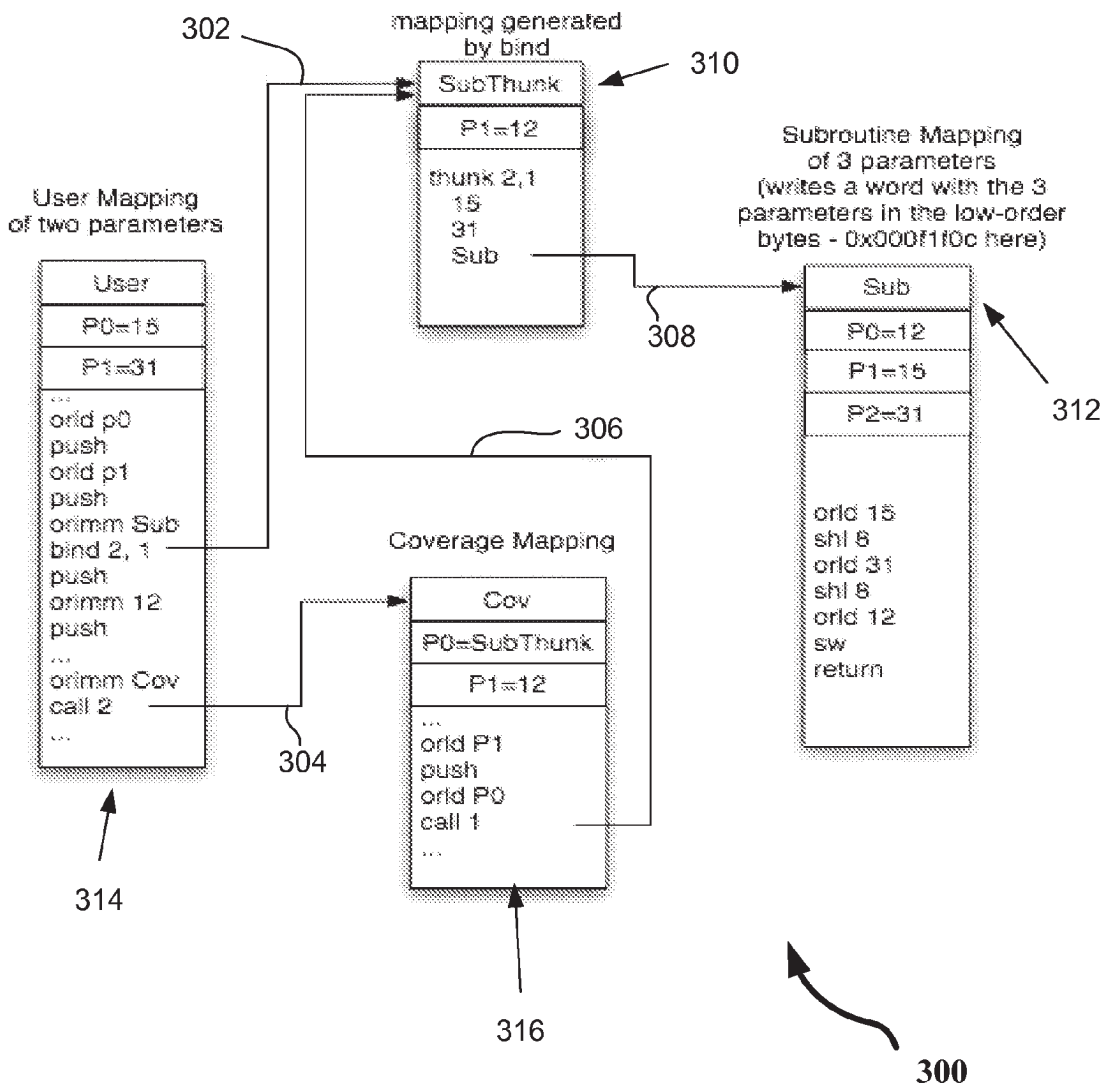 302
mapping generated
by bind
310
SubThunk
P1=12
thunk 2,1
15
31
Sub
308
Subroutine Mapping
of 3 parameters
(writes a word with the 3
parameters in the low-order
bytes - 0x000f1f0c here)
Sub
P0=12
P1=15
P2=31
312
orld 15
shl 8
orld 31
shl 8
orld 12
sw
return
User Mapping
of two parameters
User
P0=15
P1=31
...
orld p0
push
orld p1
push
orimm Sub
bind 2, 1
push
orimm 12
push
...
orimm Cov
call 2
...
314
304
306
Coverage Mapping
Cov
P0=SubThunk
P1=12
...
orld P1
push
orld P0
call 1
...
316
300